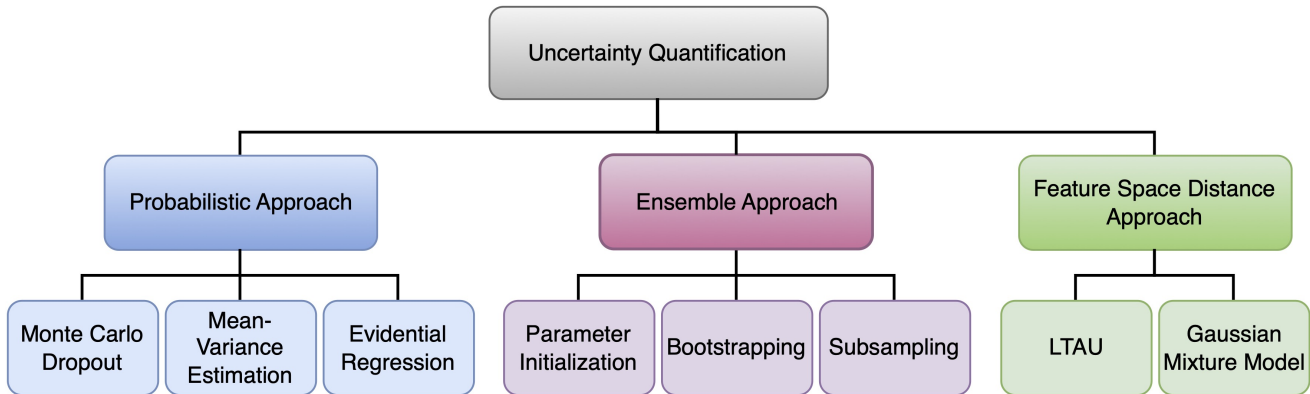 Uncertainty Quantification
Probabilistic Approach
Ensemble Approach
Feature Space Distance
Approach
Monte Carlo
Dropout
Mean-
Variance
Estimation
Evidential
Regression
Parameter
Initialization
Bootstrapping
Subsampling
LTAU
Gaussian
Mixture Model